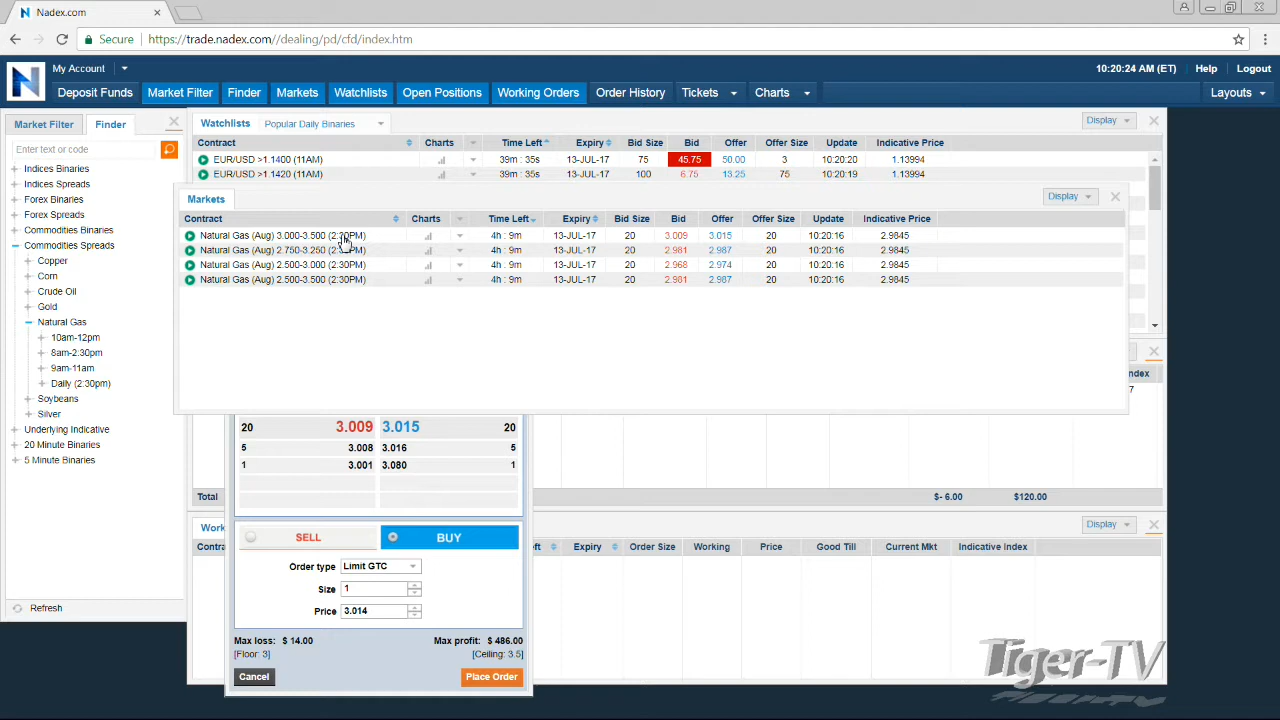 Nadex.com
Secure https://trade.nadex.com//dealing/pd/cfd/index.htm
My Account
10:20:24 AM (ET) Help Logout
Deposit Funds Market Filter Finder Markets Watchlists Open Positions Working Orders Order History Tickets Charts Layouts
Market Filter Finder
Enter text or code
Indices Binaries
Indices Spreads
Forex Binaries
Forex Spreads
Commodities Binaries
Commodities Spreads
Copper
Corn
Crude Oil
Gold
Natural Gas
10am-12pm
8am-2:30pm
9am-11am
Daily (2:30pm)
Soybeans
Silver
Underlying Indicative
20 Minute Binaries
5 Minute Binaries
Refresh
Watchlists Popular Daily Binaries Display
Contract Charts Time Left Expiry Bid Size Bid Offer Offer Size Update Indicative Price
EUR/USD >1.1400 (11AM) 39m : 35s 13-JUL-17 75 45.75 50.00 3 10:20:20 1.13994
EUR/USD >1.1420 (11AM) 39m : 35s 13-JUL-17 100 6.75 13.25 75 10:20:19 1.13994
Markets Display
Contract Charts Time Left Expiry Bid Size Bid Offer Offer Size Update Indicative Price
Natural Gas (Aug) 3.000-3.500 (2:30PM) 4h : 9m 13-JUL-17 20 3.009 3.015 20 10:20:16 2.9845
Natural Gas (Aug) 2.750-3.250 (2:30PM) 4h : 9m 13-JUL-17 20 2.981 2.987 20 10:20:16 2.9845
Natural Gas (Aug) 2.500-3.000 (2:30PM) 4h : 9m 13-JUL-17 20 2.968 2.974 20 10:20:16 2.9845
Natural Gas (Aug) 2.500-3.500 (2:30PM) 4h : 9m 13-JUL-17 20 2.981 2.987 20 10:20:16 2.9845
ndex
7
Total $- 6.00 $120.00
20 3.009 3.015 20
5 3.008 3.016 5
1 3.001 3.080 1
SELL BUY
Order type Limit GTC
Size 1
Price 3.014
Max loss: $ 14.00 Max profit: $ 486.00
[Floor: 3] [Ceiling: 3.5]
Cancel Place Order
Work Display
Contra ft Expiry Order Size Working Price Good Till Current Mkt Indicative Index
Tiger-TV